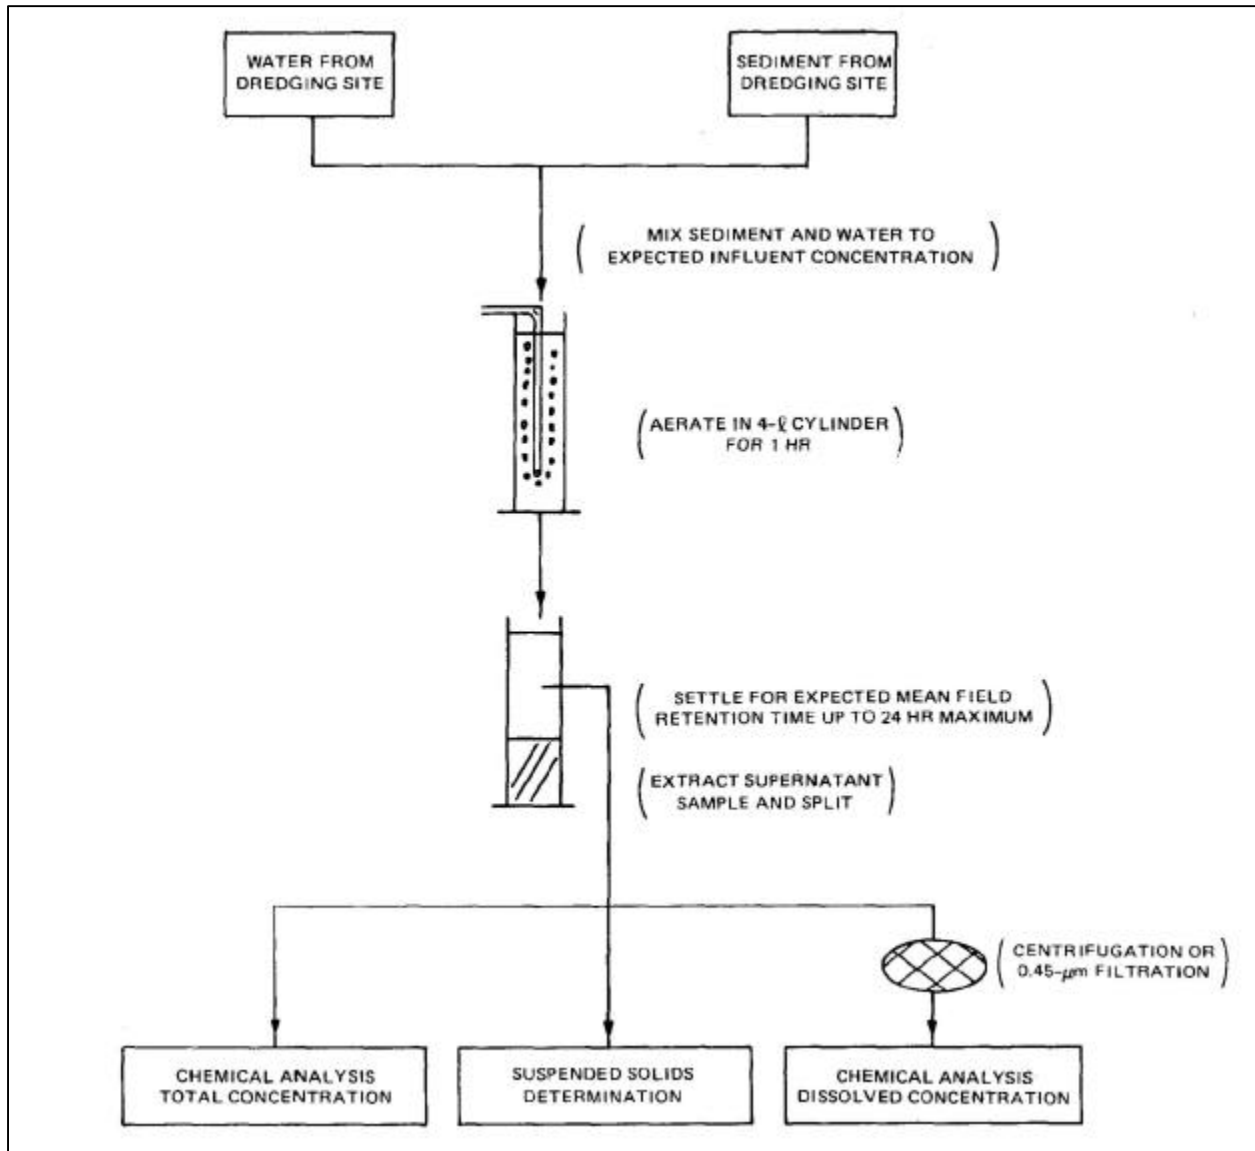 WATER FROM
DREDGING SITE
SEDIMENT FROM
DREDGING SITE
( MIX SEDIMENT AND WATER TO
EXPECTED INFLUENT CONCENTRATION )
( AERATE IN 4-ℓ CYLINDER
FOR 1 HR )
( SETTLE FOR EXPECTED MEAN FIELD
RETENTION TIME UP TO 24 HR MAXIMUM )
( EXTRACT SUPERNATANT
SAMPLE AND SPLIT )
( CENTRIFUGATION OR
0.45-μm FILTRATION )
CHEMICAL ANALYSIS
TOTAL CONCENTRATION
SUSPENDED SOLIDS
DETERMINATION
CHEMICAL ANALYSIS
DISSOLVED CONCENTRATION